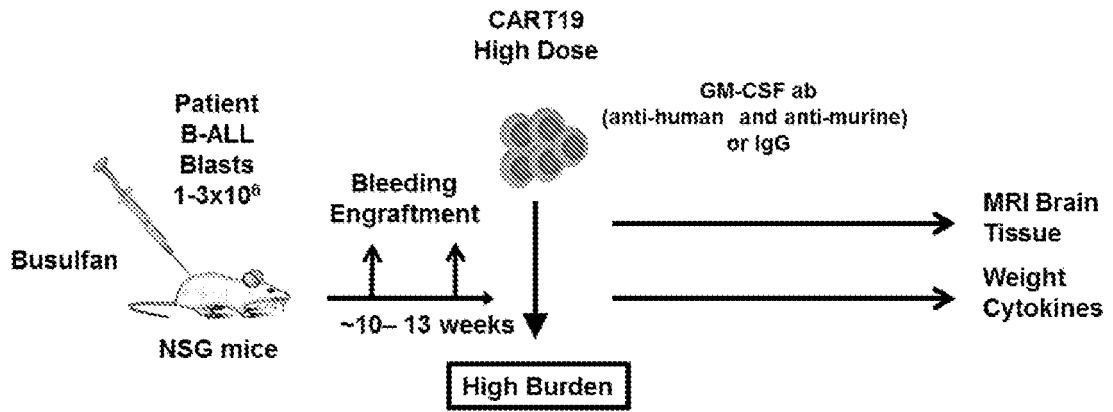 CART19
High Dose
GM-CSF ab
(anti-human and anti-murine)
or IgG
Patient
B-ALL
Blasts
1-3x10⁶
Bleeding
Engraftment
Busulfan
MRI Brain
Tissue
Weight
Cytokines
~10– 13 weeks
NSG mice
High Burden